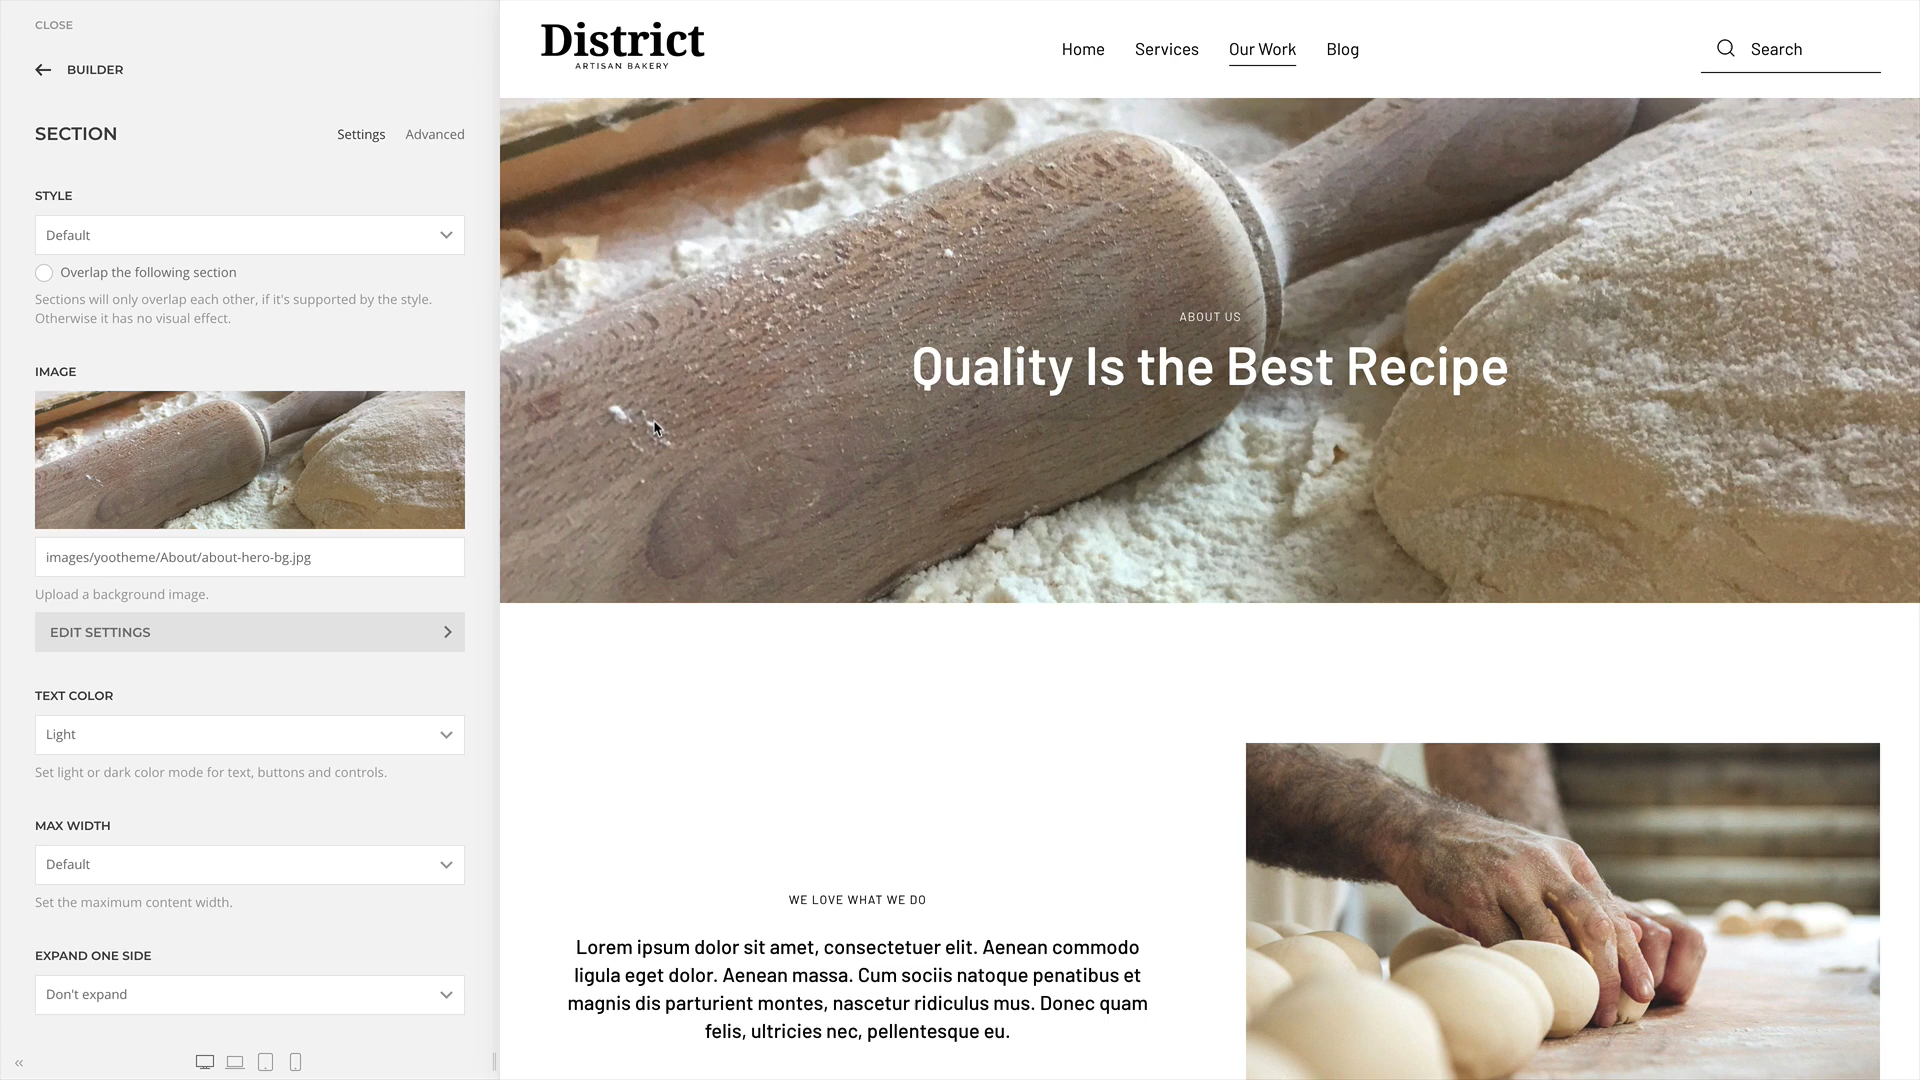 CLOSE
BUILDER
SECTION
Settings
Advanced
STYLE
Default
Overlap the following section
Sections will only overlap each other, if it's supported by the style.
Otherwise it has no visual effect.
IMAGE
images/yootheme/About/about-hero-bg.jpg
Upload a background image.
EDIT SETTINGS
TEXT COLOR
Light
Set light or dark color mode for text, buttons and controls.
MAX WIDTH
Default
Set the maximum content width.
EXPAND ONE SIDE
Don't expand
District
ARTISAN BAKERY
Home
Services
Our Work
Blog
Search
ABOUT US
Quality Is the Best Recipe
WE LOVE WHAT WE DO
Lorem ipsum dolor sit amet, consectetuer elit. Aenean commodo
ligula eget dolor. Aenean massa. Cum sociis natoque penatibus et
magnis dis parturient montes, nascetur ridiculus mus. Donec quam
felis, ultricies nec, pellentesque eu.